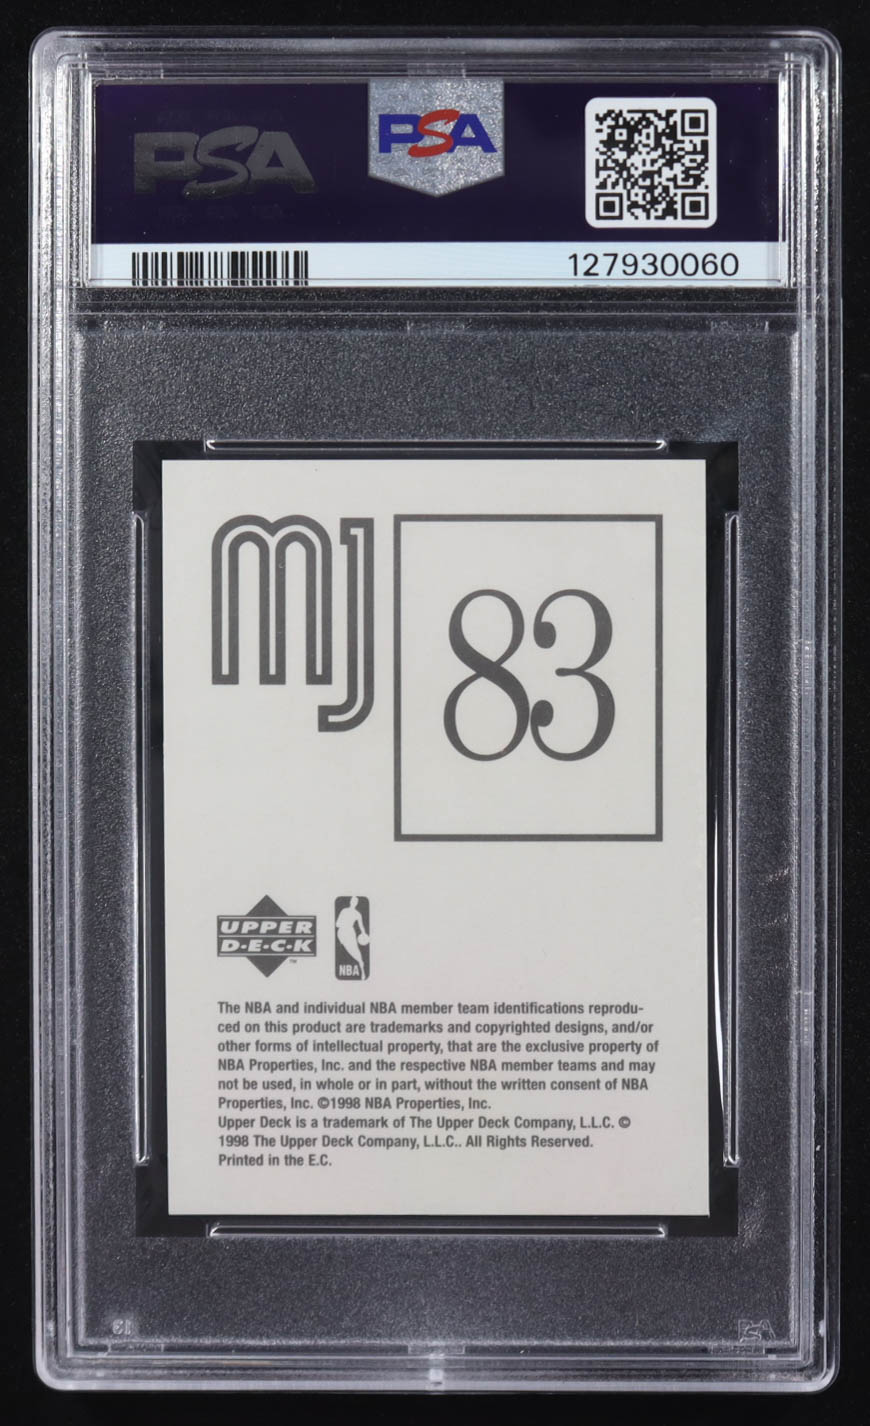 PSA
PSA
127930060
mj
83
UPPER
D·E·C·K
™
NBA
The NBA and individual NBA member team identifications reprodu-
ced on this product are trademarks and copyrighted designs, and/or
other forms of intellectual property, that are the exclusive property of
NBA Properties, Inc. and the respective NBA member teams and may
not be used, in whole or in part, without the written consent of NBA
Properties, Inc. ©1998 NBA Properties, Inc.
Upper Deck is a trademark of The Upper Deck Company, L.L.C. ©
1998 The Upper Deck Company, L.L.C.. All Rights Reserved.
Printed in the E.C.
PSA